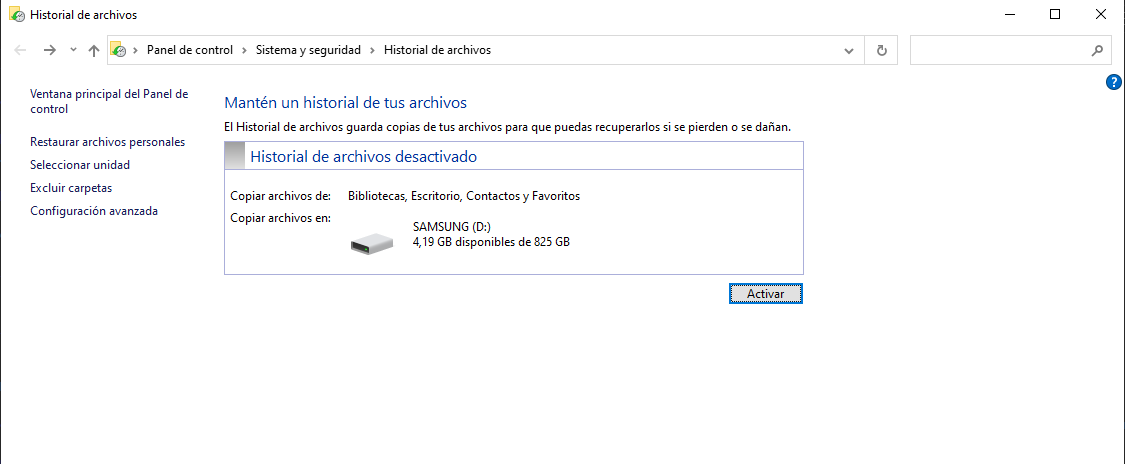 Historial de archivos
Panel de control > Sistema y seguridad > Historial de archivos
Ventana principal del Panel de
control
Restaurar archivos personales
Seleccionar unidad
Excluir carpetas
Configuración avanzada
Mantén un historial de tus archivos
El Historial de archivos guarda copias de tus archivos para que puedas recuperarlos si se pierden o se dañan.
Historial de archivos desactivado
Copiar archivos de: Bibliotecas, Escritorio, Contactos y Favoritos
Copiar archivos en:
SAMSUNG (D:)
4,19 GB disponibles de 825 GB
Activar
?